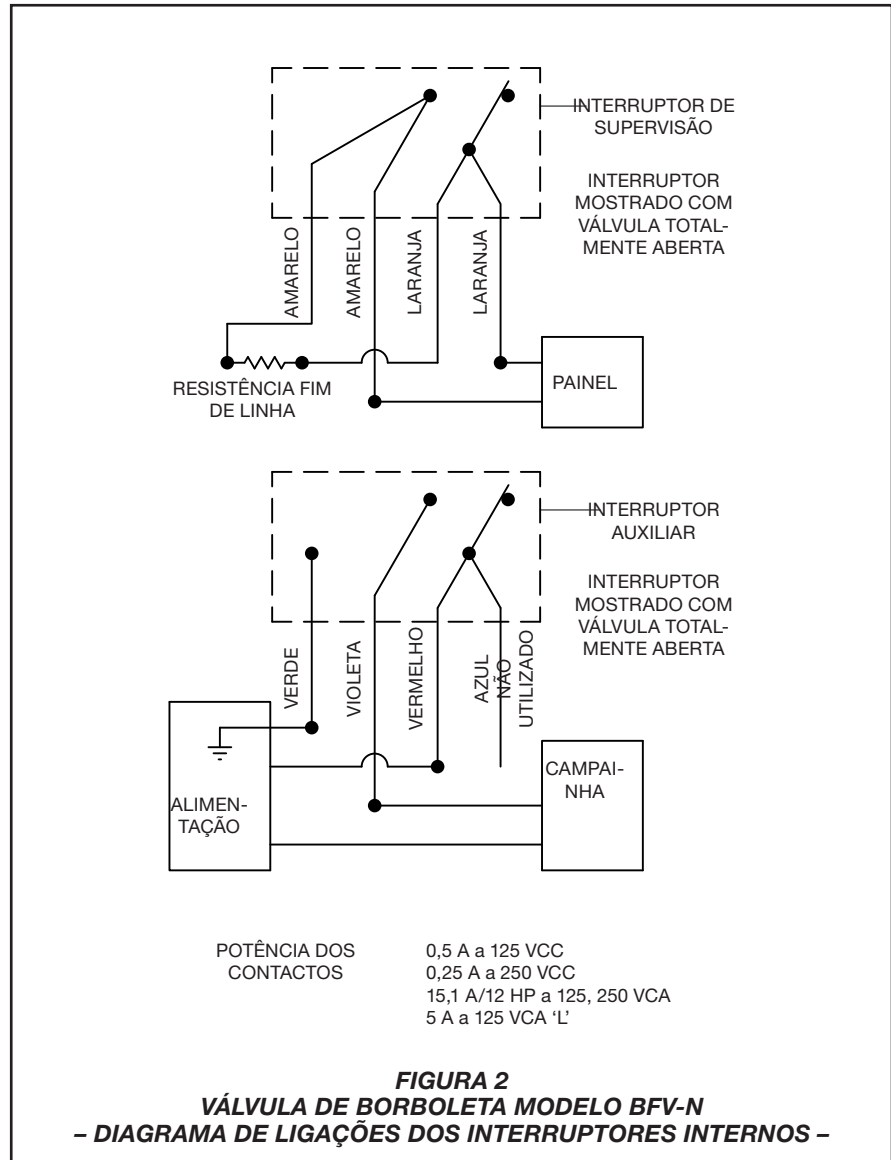 INTERRUPTOR DE
SUPERVISÃO
INTERRUPTOR
MOSTRADO COM
VÁLVULA TOTAL-
MENTE ABERTA
AMARELO
AMARELO
LARANJA
LARANJA
RESISTÊNCIA FIM
DE LINHA
PAINEL
INTERRUPTOR
AUXILIAR
INTERRUPTOR
MOSTRADO COM
VÁLVULA TOTAL-
MENTE ABERTA
VERDE
VIOLETA
VERMELHO
AZUL
NÃO
UTILIZADO
ALIMEN-
TAÇÃO
CAMPAI-
NHA
POTÊNCIA DOS
CONTACTOS
0,5 A a 125 VCC
0,25 A a 250 VCC
15,1 A/12 HP a 125, 250 VCA
5 A a 125 VCA ‘L’
FIGURA 2
VÁLVULA DE BORBOLETA MODELO BFV-N
– DIAGRAMA DE LIGAÇÕES DOS INTERRUPTORES INTERNOS –